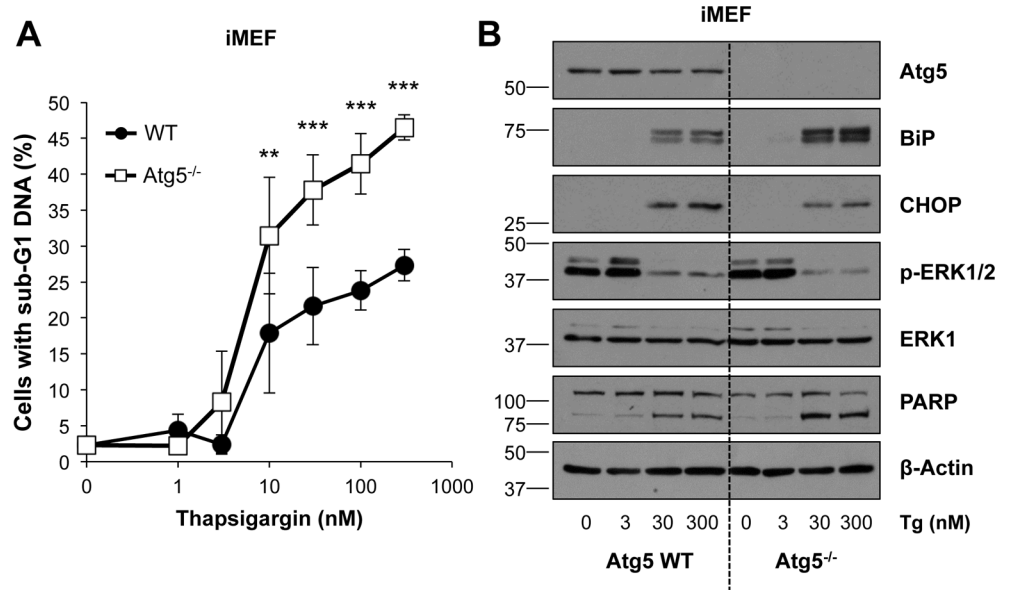 A
iMEF
Cells with sub-G1 DNA (%)
50
45
40
35
30
25
20
15
10
5
0
WT
Atg5-/-
**
***
***
***
0 1 10 100 1000
Thapsigargin (nM)
B
iMEF
50 Atg5
75 BiP
25 CHOP
50
37 p-ERK1/2
37 ERK1
100 PARP
75
50
37 β-Actin
0 3 30 300 0 3 30 300 Tg (nM)
Atg5 WT Atg5-/-